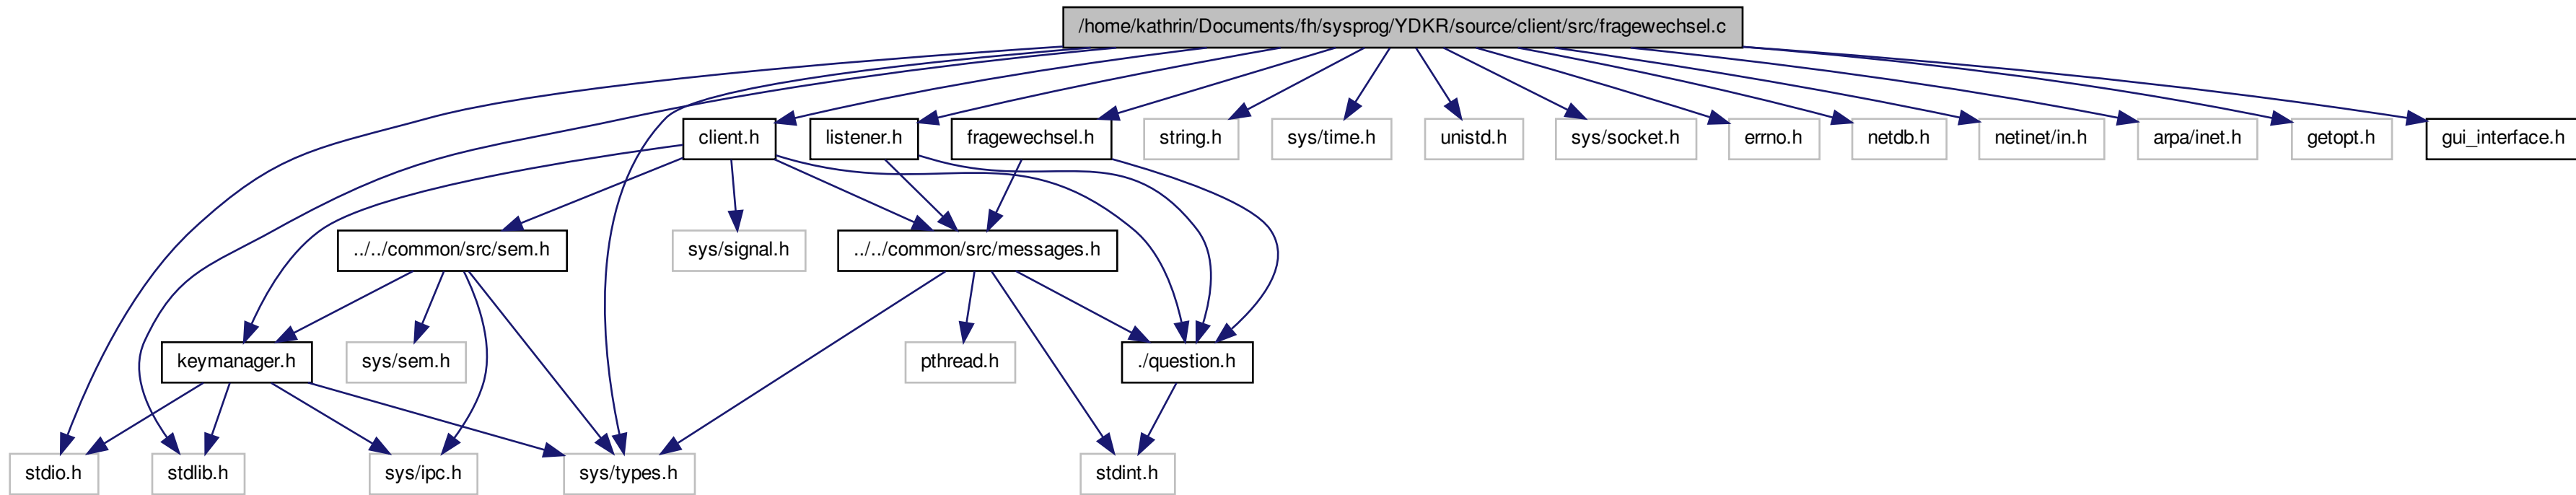 /home/kathrin/Documents/fh/sysprog/YDKR/source/client/src/fragewechsel.c
client.h
listener.h
fragewechsel.h
string.h
sys/time.h
unistd.h
sys/socket.h
errno.h
netdb.h
netinet/in.h
arpa/inet.h
getopt.h
gui_interface.h
../../common/src/sem.h
sys/signal.h
../../common/src/messages.h
keymanager.h
sys/sem.h
pthread.h
./question.h
stdio.h
stdlib.h
sys/ipc.h
sys/types.h
stdint.h